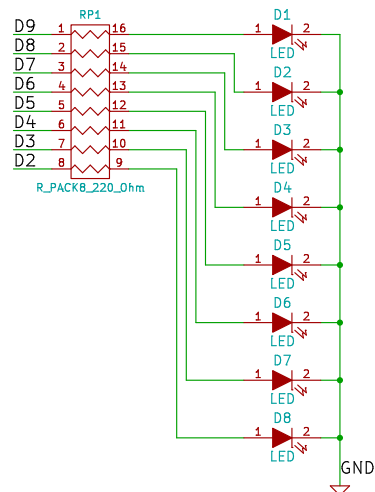 RP1
D9 1 16
D8 2 15
D7 3 14
D6 4 13
D5 5 12
D4 6 11
D3 7 10
D2 8 9
R_PACK8_220_Ohm
D1
1 2
LED
D2
1 2
LED
D3
1 2
LED
D4
1 2
LED
D5
1 2
LED
D6
1 2
LED
D7
1 2
LED
D8
1 2
LED
GND